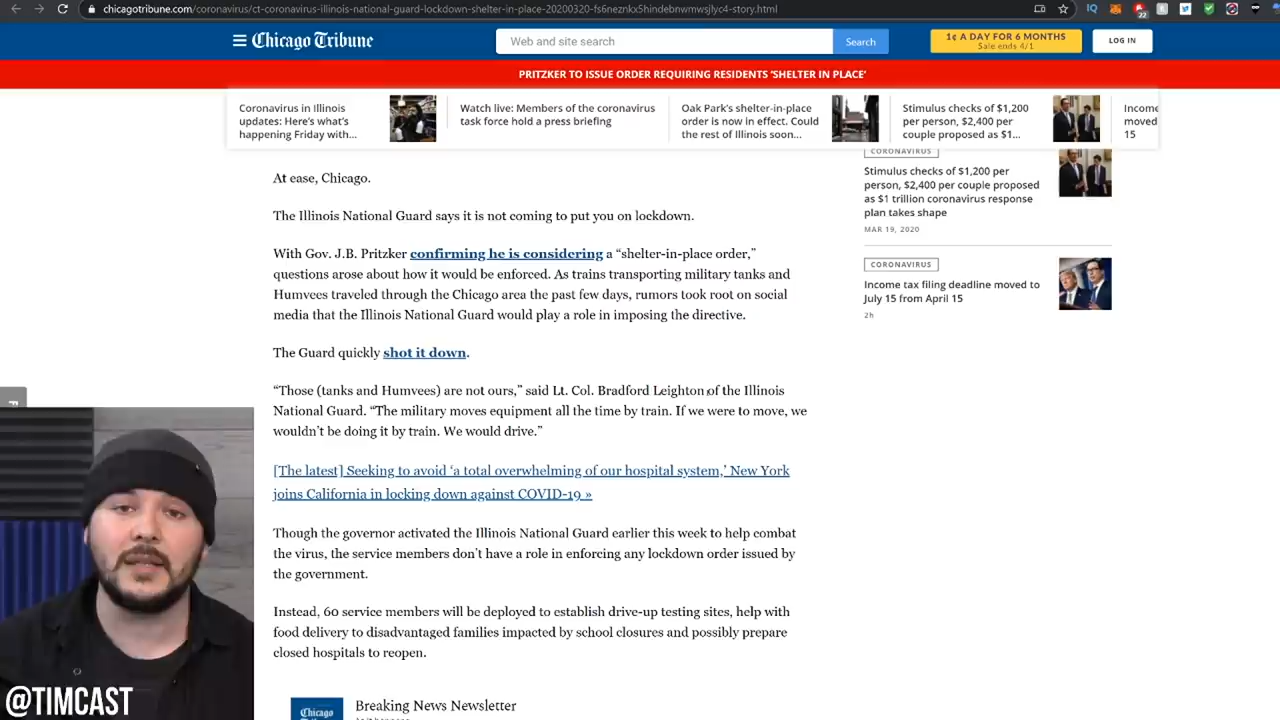 chicagotribune.com/coronavirus/ct-coronavirus-illinois-national-guard-lockdown-shelter-in-place-20200320-fs6neznkx5hindebnwmwsjlyc4-story.html
22
Chicago Tribune
Web and site search
Search
1¢ A DAY FOR 6 MONTHS
Sale ends 4/1
LOG IN
PRITZKER TO ISSUE ORDER REQUIRING RESIDENTS ‘SHELTER IN PLACE’
Coronavirus in Illinois
updates: Here’s what’s
happening Friday with...
Watch live: Members of the coronavirus
task force hold a press briefing
Oak Park’s shelter-in-place
order is now in effect. Could
the rest of Illinois soon...
Stimulus checks of $1,200
per person, $2,400 per
couple proposed as $1...
Income
moved
15
At ease, Chicago.
The Illinois National Guard says it is not coming to put you on lockdown.
With Gov. J.B. Pritzker confirming he is considering a “shelter-in-place order,”
questions arose about how it would be enforced. As trains transporting military tanks and
Humvees traveled through the Chicago area the past few days, rumors took root on social
media that the Illinois National Guard would play a role in imposing the directive.
The Guard quickly shot it down.
“Those (tanks and Humvees) are not ours,” said Lt. Col. Bradford Leighton of the Illinois
National Guard. “The military moves equipment all the time by train. If we were to move, we
wouldn’t be doing it by train. We would drive.”
[The latest] Seeking to avoid ‘a total overwhelming of our hospital system,’ New York
joins California in locking down against COVID-19 »
Though the governor activated the Illinois National Guard earlier this week to help combat
the virus, the service members don’t have a role in enforcing any lockdown order issued by
the government.
Instead, 60 service members will be deployed to establish drive-up testing sites, help with
food delivery to disadvantaged families impacted by school closures and possibly prepare
closed hospitals to reopen.
Breaking News Newsletter
CORONAVIRUS
Stimulus checks of $1,200 per
person, $2,400 per couple proposed
as $1 trillion coronavirus response
plan takes shape
MAR 19, 2020
CORONAVIRUS
Income tax filing deadline moved to
July 15 from April 15
2h
Chicago
@TIMCAST